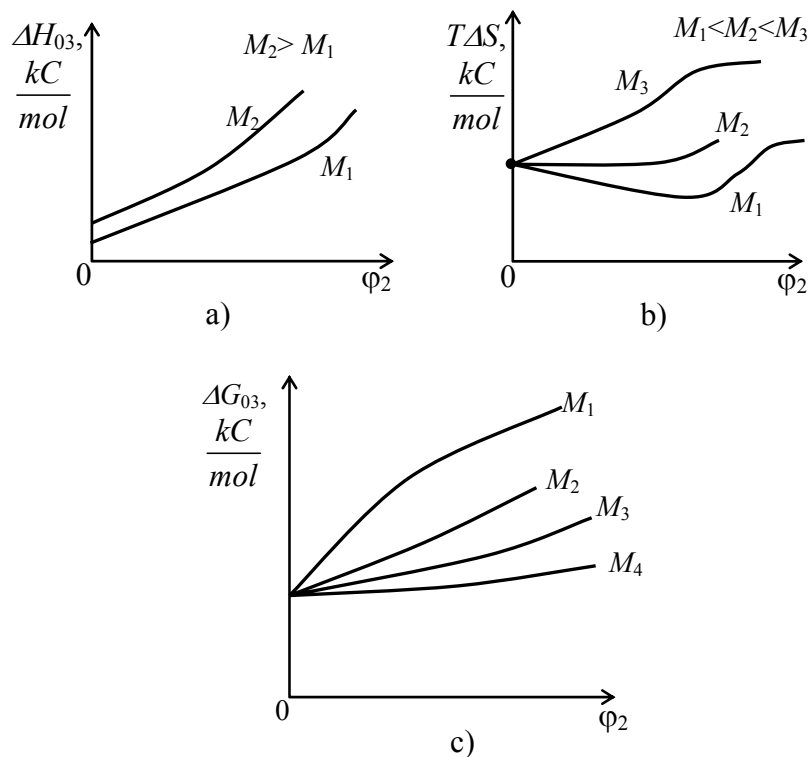 ΔH₀₃,
kC
mol
M₂> M₁
M₂
M₁
0
φ₂
a)
TΔS,
kC
mol
M₁<M₂<M₃
M₃
M₂
M₁
0
φ₂
b)
ΔG₀₃,
kC
mol
M₁
M₂
M₃
M₄
0
φ₂
c)